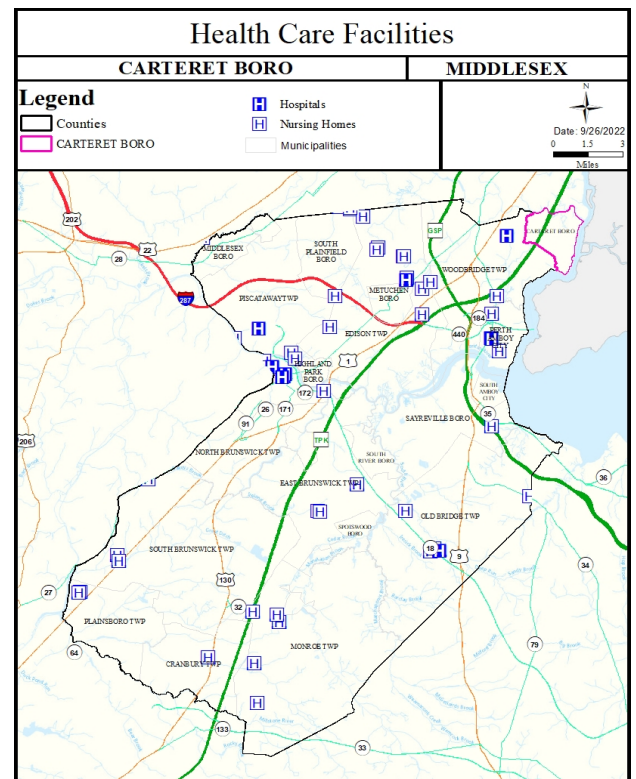 Health Care Facilities
CARTERET BORO
MIDDLESEX
Legend
Counties
CARTERET BORO
H Hospitals
H Nursing Homes
Municipalities
N
Date: 9/26/2022
0 1.5 3
Miles
202
22
28
MIDDLESEX
BORO
SOUTH
PLAINFIELD
BORO
GSP
CARTERET BORO
WOODBRIDGE TWP
METUCHEN
BORO
287
PISCATAWAY TWP
EDISON TWP
440
184
PERTH
AMBOY
HIGHLAND
PARK
BORO
1
172
SOUTH
AMBOY
CITY
26
171
91
SAYREVILLE BORO
35
206
TPK
NORTH BRUNSWICK TWP
SOUTH
RIVER BORO
36
EAST BRUNSWICK TWP
OLD BRIDGE TWP
SPOTSWOOD
BORO
SOUTH BRUNSWICK TWP
18
9
34
130
27
32
PLAINSBORO TWP
79
MONROE TWP
64
CRANBURY TWP
133
33